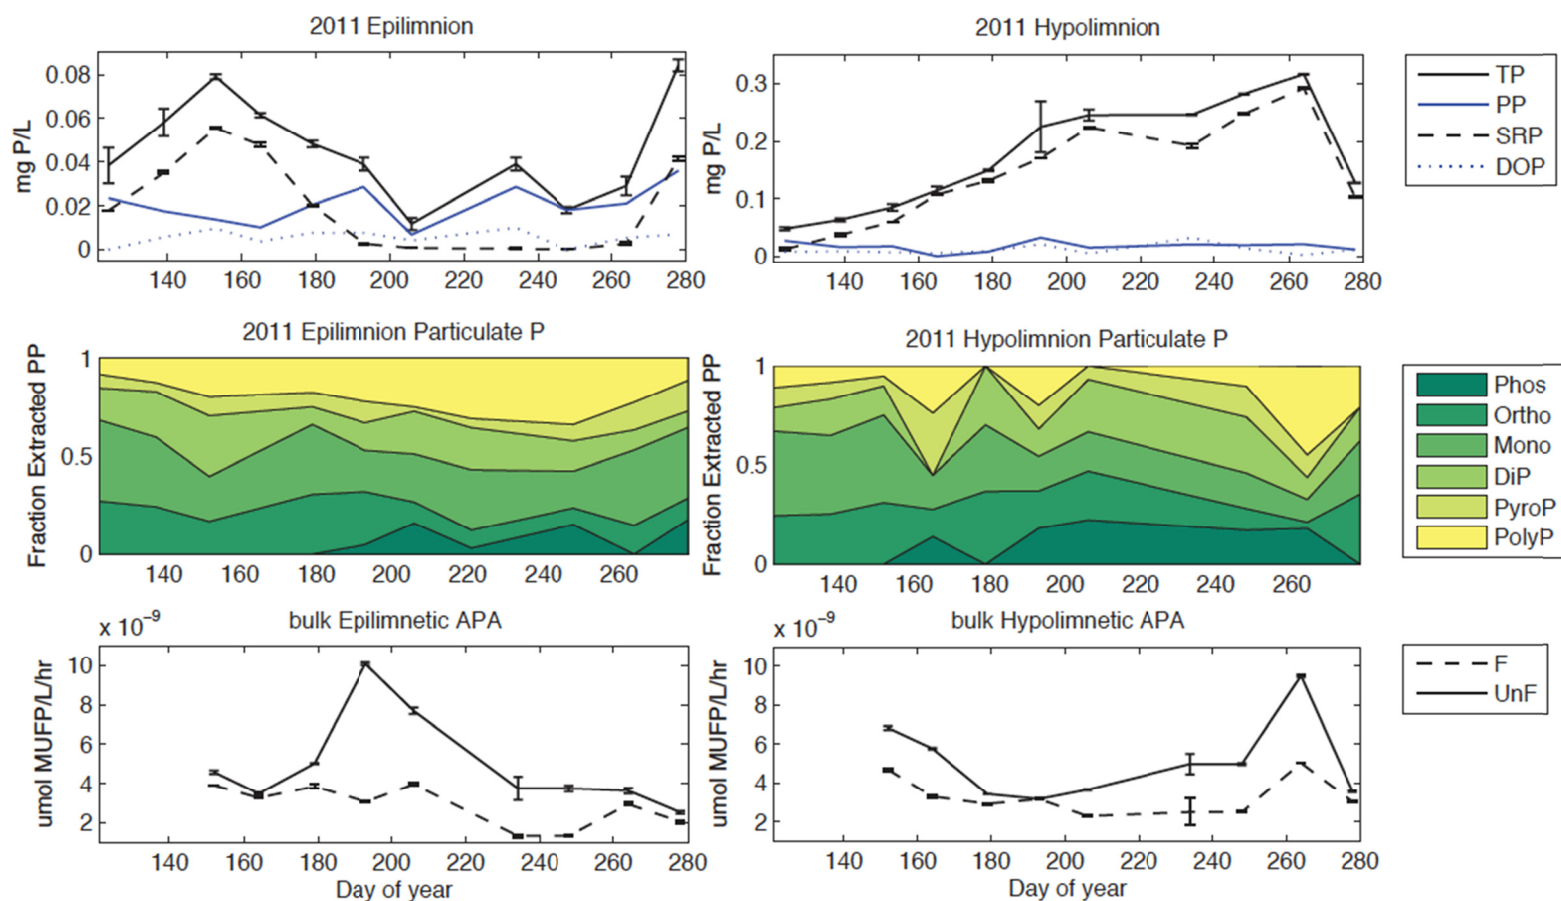 2011 Epilimnion
mg P/L
0.08
0.06
0.04
0.02
0
140 160 180 200 220 240 260 280
2011 Hypolimnion
mg P/L
0.3
0.2
0.1
0
140 160 180 200 220 240 260 280
TP
PP
SRP
DOP
2011 Epilimnion Particulate P
Fraction Extracted PP
1
0.5
0
140 160 180 200 220 240 260
2011 Hypolimnion Particulate P
Fraction Extracted PP
1
0.5
0
140 160 180 200 220 240 260
Phos
Ortho
Mono
DiP
PyroP
PolyP
x 10⁻⁹
bulk Epilimnetic APA
umol MUFP/L/hr
10
8
6
4
2
140 160 180 200 220 240 260 280
Day of year
x 10⁻⁹
bulk Hypolimnetic APA
umol MUFP/L/hr
10
8
6
4
2
140 160 180 200 220 240 260 280
Day of year
F
UnF